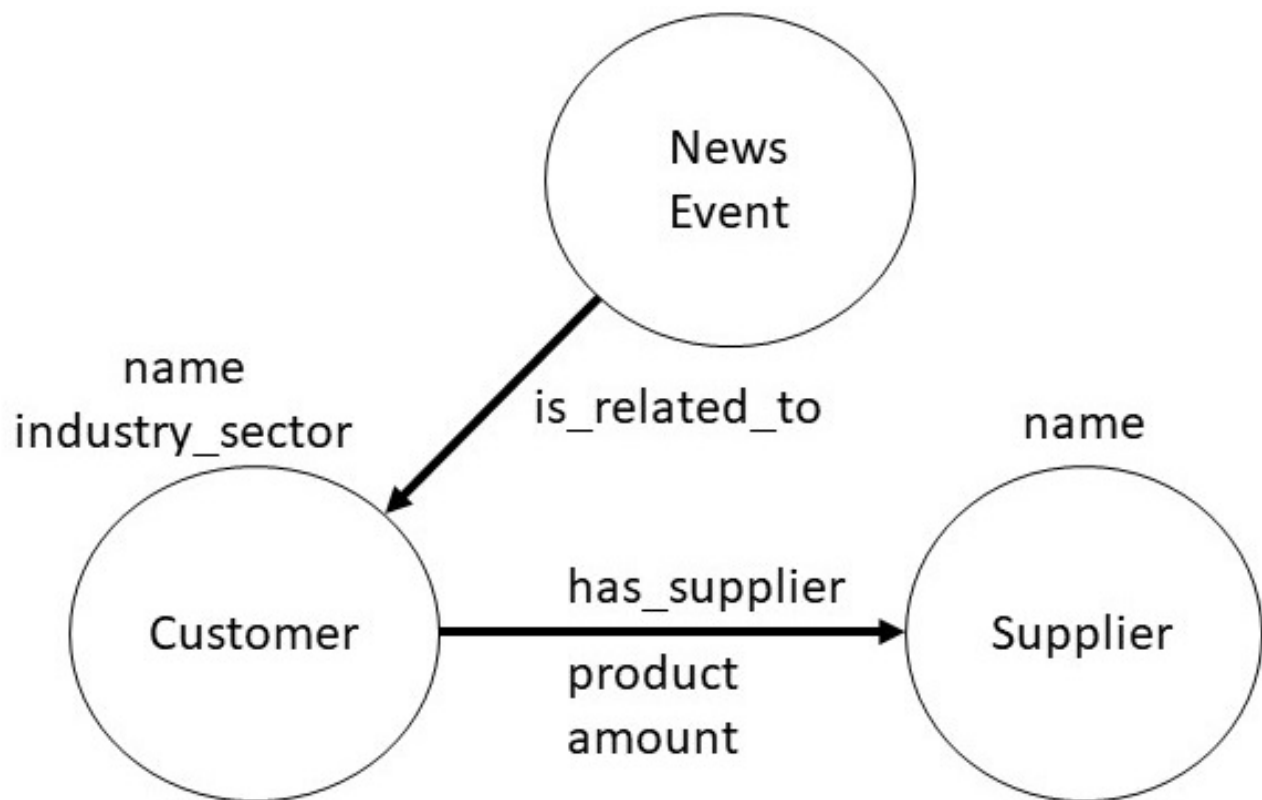 News
Event
is_related_to
name
industry_sector
name
Customer
has_supplier
product
amount
Supplier